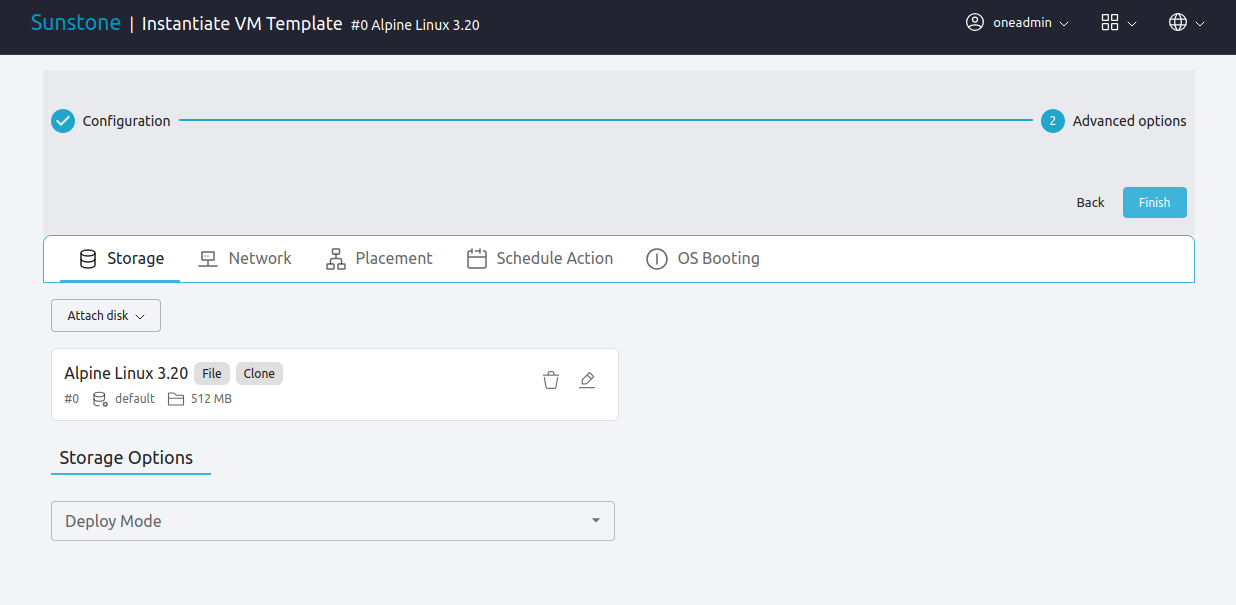 Sunstone | Instantiate VM Template #0 Alpine Linux 3.20 oneadmin
Configuration 2 Advanced options
Back Finish
Storage Network Placement Schedule Action OS Booting
Attach disk
Alpine Linux 3.20 File Clone
#0 default 512 MB
Storage Options
Deploy Mode